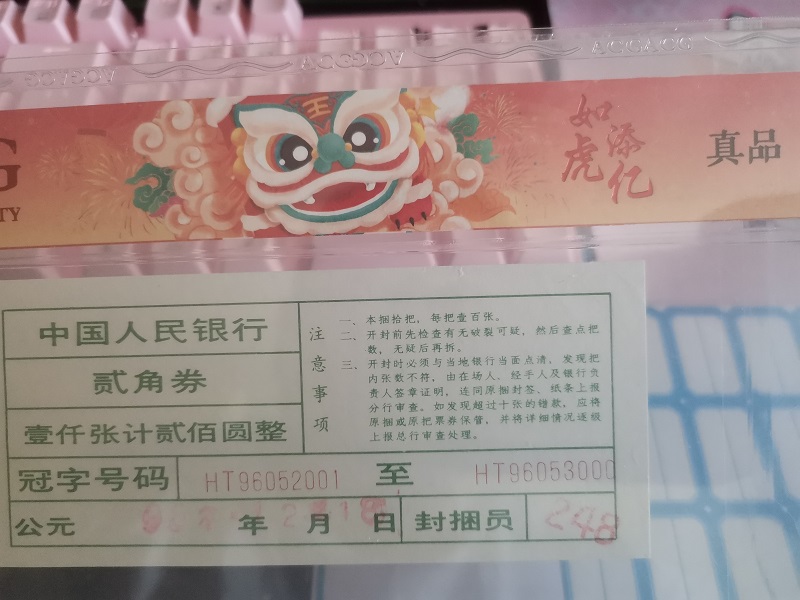 王
G
TY
如虎
添亿
真品
中国人民银行
贰角券
壹仟张计贰佰圆整
注意事项
一、本捆拾把，每把壹百张。
二、开封前先检查有无破裂可疑，然后查点把
数，无疑后再拆。
三、开封时必须与当地银行当面点清，发现把
内张数不符，由在场人、经手人及银行负
责人签章证明，连同原捆封签、纸条上报
分行审查。如发现超过十张的错款，应将
原捆或原把票券保管，并将详细情况逐级
上报总行审查处理。
冠字号码 HT96052001 至 HT96053000
公元 年 月 日 封捆员 248